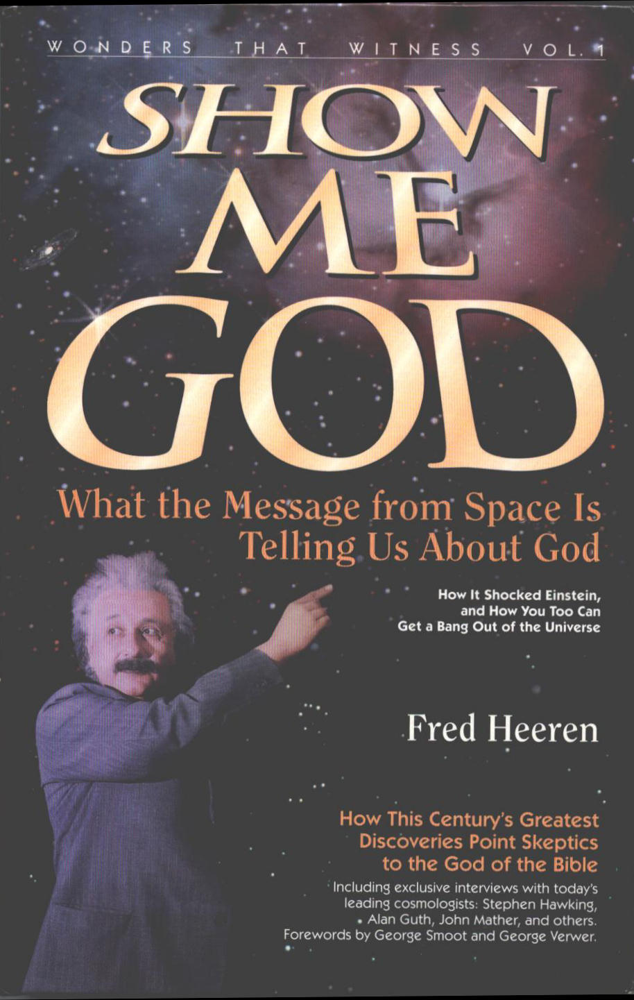 WONDERS THAT WITNESS VOL. 1
SHOW
ME
GOD
What the Message from Space Is
Telling Us About God
How It Shocked Einstein,
and How You Too Can
Get a Bang Out of the Universe
Fred Heeren
How This Century's Greatest
Discoveries Point Skeptics
to the God of the Bible
Including exclusive interviews with today's
leading cosmologists: Stephen Hawking,
Alan Guth, John Mather, and others.
Forewords by George Smoot and George Verwer.